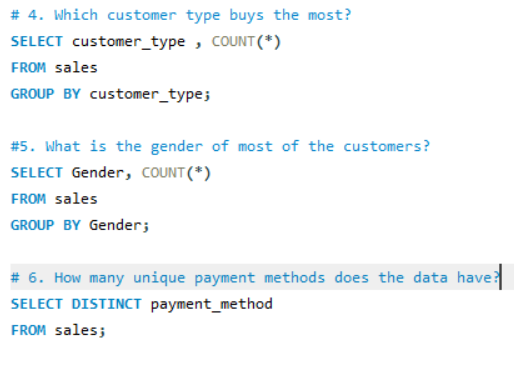 # 4. Which customer type buys the most?
SELECT customer_type , COUNT(*)
FROM sales
GROUP BY customer_type;
#5. What is the gender of most of the customers?
SELECT Gender, COUNT(*)
FROM sales
GROUP BY Gender;
# 6. How many unique payment methods does the data have?
SELECT DISTINCT payment_method
FROM sales;